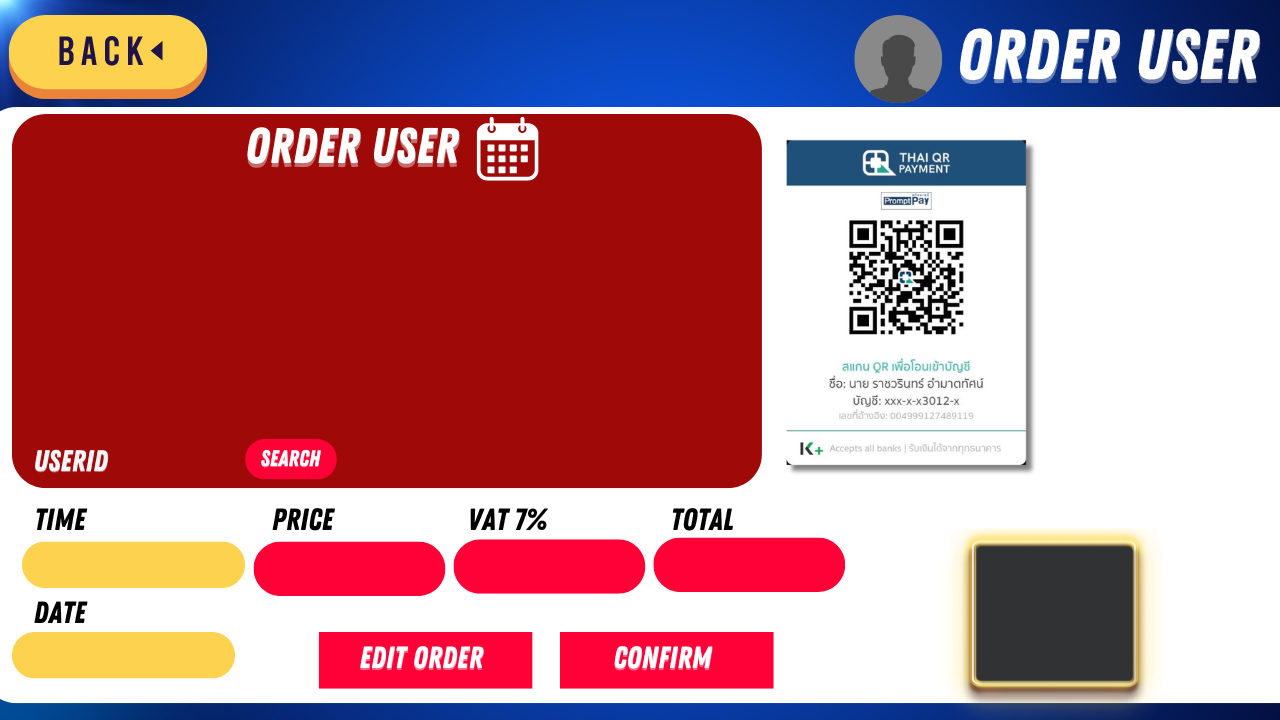 BACK
ORDER USER
ORDER USER
THAI QR
PAYMENT
PromptPay
สแกน QR เพื่อโอนเข้าบัญชี
ชื่อ: นาย ราชวรินทร์ อำมาตทัศน์
บัญชี: xxx-x-x3012-x
เลขที่อ้างอิง: 004999127489119
K+ Accepts all banks | รับเงินได้จากทุกธนาคาร
USERID
SEARCH
TIME
PRICE
VAT 7%
TOTAL
DATE
EDIT ORDER
CONFIRM